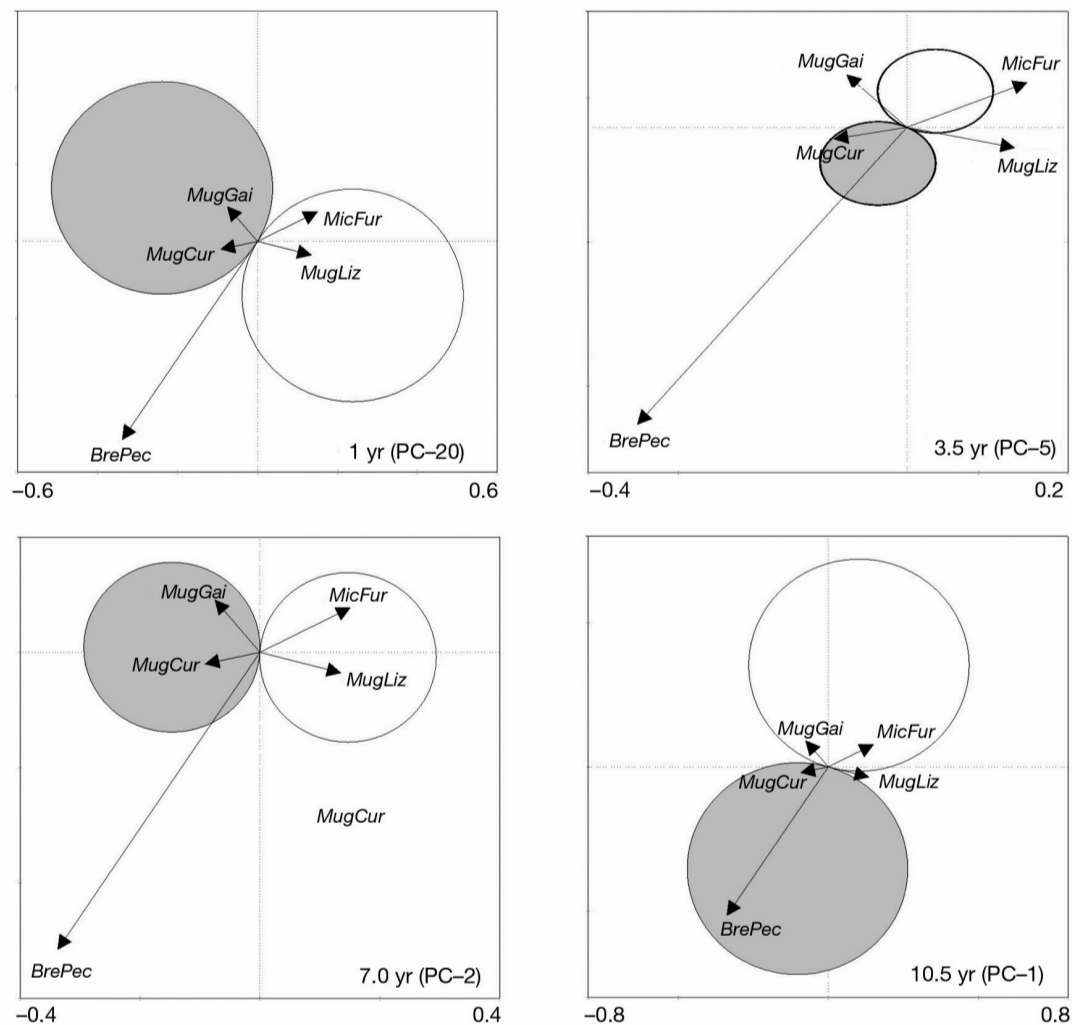 MugGai
MicFur
MugCur
MugLiz
BrePec
1 yr (PC–20)
–0.6
0.6
MugGai
MicFur
MugCur
MugLiz
BrePec
3.5 yr (PC–5)
–0.4
0.2
MugGai
MicFur
MugCur
MugLiz
MugCur
BrePec
7.0 yr (PC–2)
–0.4
0.4
MugGai
MicFur
MugCur
MugLiz
BrePec
10.5 yr (PC–1)
–0.8
0.8